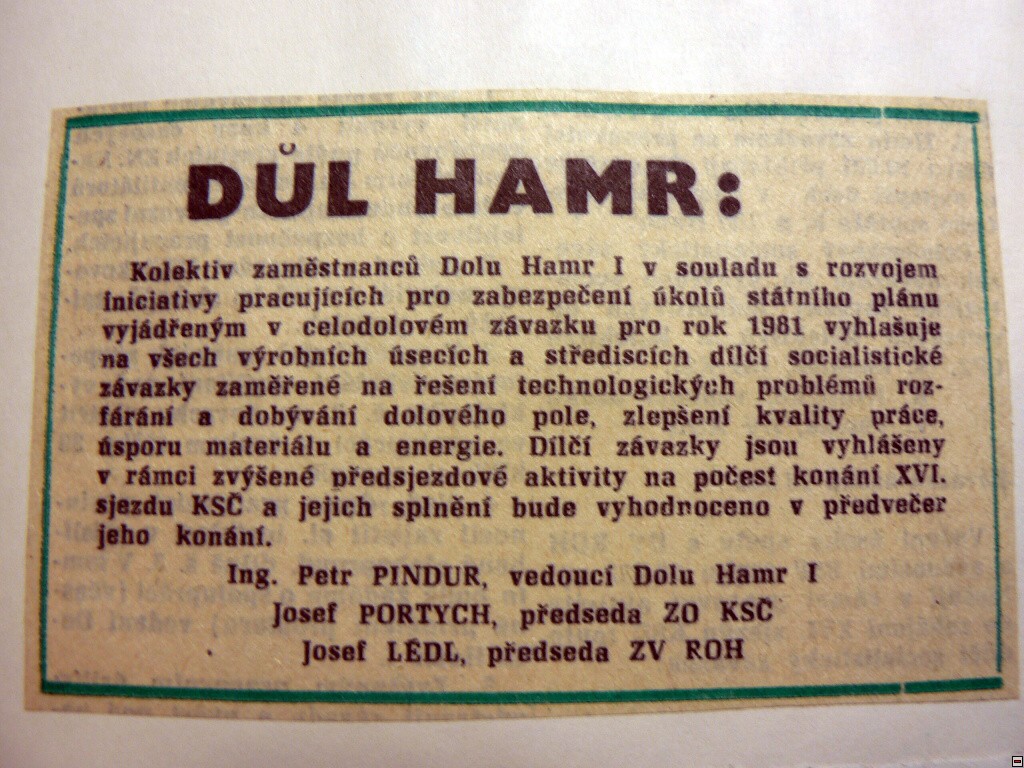 DŮL HAMR:
Kolektiv zaměstnanců Dolu Hamr I v souladu s rozvojem
iniciativy pracujících pro zabezpečení úkolů státního plánu
vyjádřeným v celodolovém závazku pro rok 1981 vyhlašuje
na všech výrobních úsecích a střediscích dílčí socialistické
závazky zaměřené na řešení technologických problémů roz-
fárání a dobývání dolového pole, zlepšení kvality práce,
úsporu materiálu a energie. Dílčí závazky jsou vyhlášeny
v rámci zvýšené předsjezdové aktivity na počest konání XVI.
sjezdu KSČ a jejich splnění bude vyhodnoceno v předvečer
jeho konání.
Ing. Petr PINDUR, vedoucí Dolu Hamr I
Josef PORTYCH, předseda ZO KSČ
Josef LÉDL, předseda ZV ROH